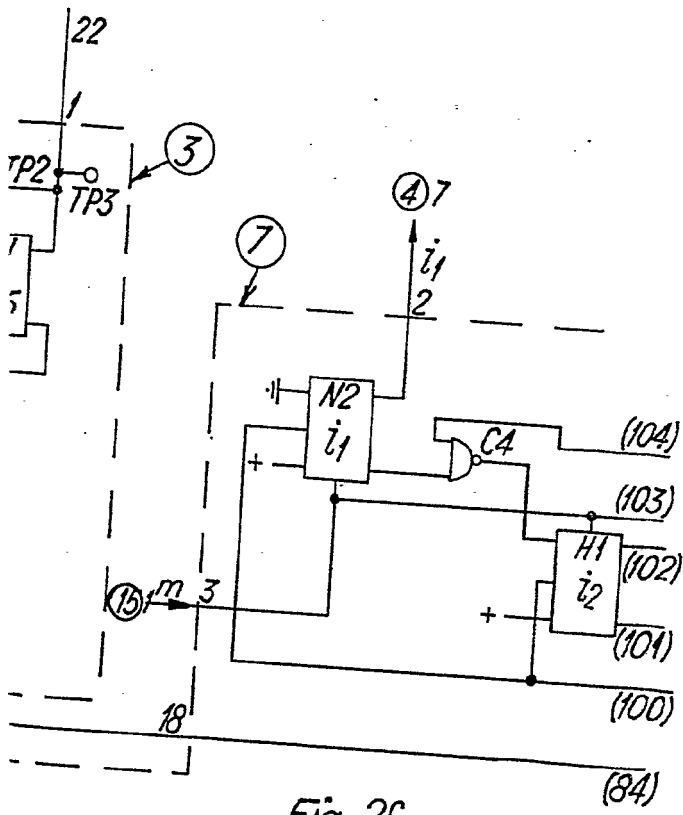 22
1
3
TP2
TP3
4 7
7
i1
2
N2
i1
+
C4
(104)
(103)
H1
i2
(102)
+
(101)
15 1 m 3
(100)
18
(84)